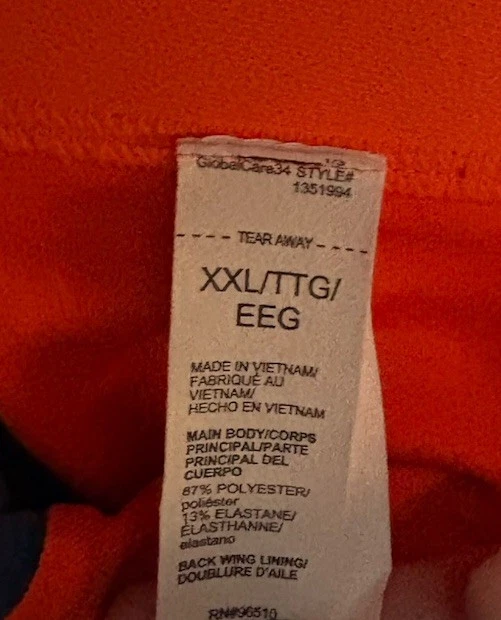 GlobalCare34 STYLE#
1351994
TEAR AWAY
XXL/TTG/
EEG
MADE IN VIETNAM/
FABRIQUÉ AU
VIETNAM/
HECHO EN VIETNAM
MAIN BODY/CORPS
PRINCIPAL/PARTE
PRINCIPAL DEL
CUERPO
87% POLYESTER/
poliéster
13% ELASTANE/
ÉLASTHANNE/
elastano
BACK WING LINING/
DOUBLURE D'AILE
RN#96510